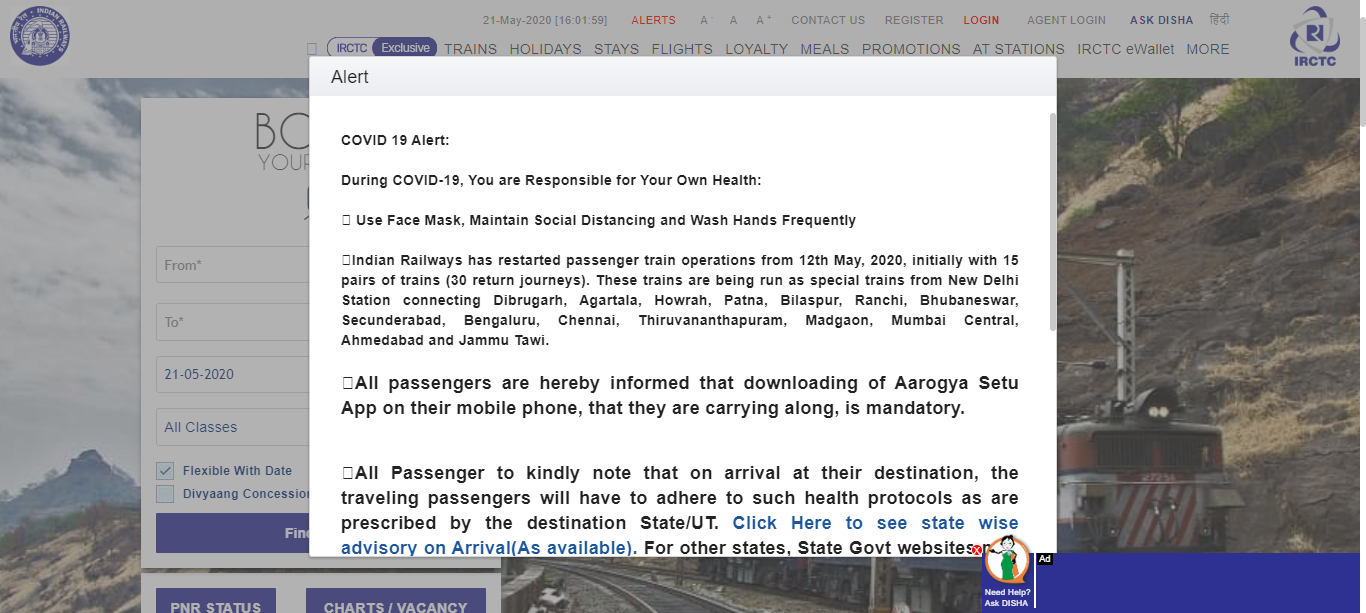 21-May-2020 [16:01:59] ALERTS A- A A+ CONTACT US REGISTER LOGIN AGENT LOGIN ASK DISHA हिंदी
IRCTC Exclusive TRAINS HOLIDAYS STAYS FLIGHTS LOYALTY MEALS PROMOTIONS AT STATIONS IRCTC eWallet MORE
IRCTC
Alert
COVID 19 Alert:
During COVID-19, You are Responsible for Your Own Health:
Use Face Mask, Maintain Social Distancing and Wash Hands Frequently
Indian Railways has restarted passenger train operations from 12th May, 2020, initially with 15
pairs of trains (30 return journeys). These trains are being run as special trains from New Delhi
Station connecting Dibrugarh, Agartala, Howrah, Patna, Bilaspur, Ranchi, Bhubaneswar,
Secunderabad, Bengaluru, Chennai, Thiruvananthapuram, Madgaon, Mumbai Central,
Ahmedabad and Jammu Tawi.
All passengers are hereby informed that downloading of Aarogya Setu
App on their mobile phone, that they are carrying along, is mandatory.
All Passenger to kindly note that on arrival at their destination, the
traveling passengers will have to adhere to such health protocols as are
prescribed by the destination State/UT. Click Here to see state wise
advisory on Arrival(As available). For other states, State Govt websites
BO
YOUR
From*
To*
21-05-2020
All Classes
Flexible With Date
Divyaang Concession
Find
PNR STATUS
CHARTS / VACANCY
Need Help?
Ask DISHA
Ad